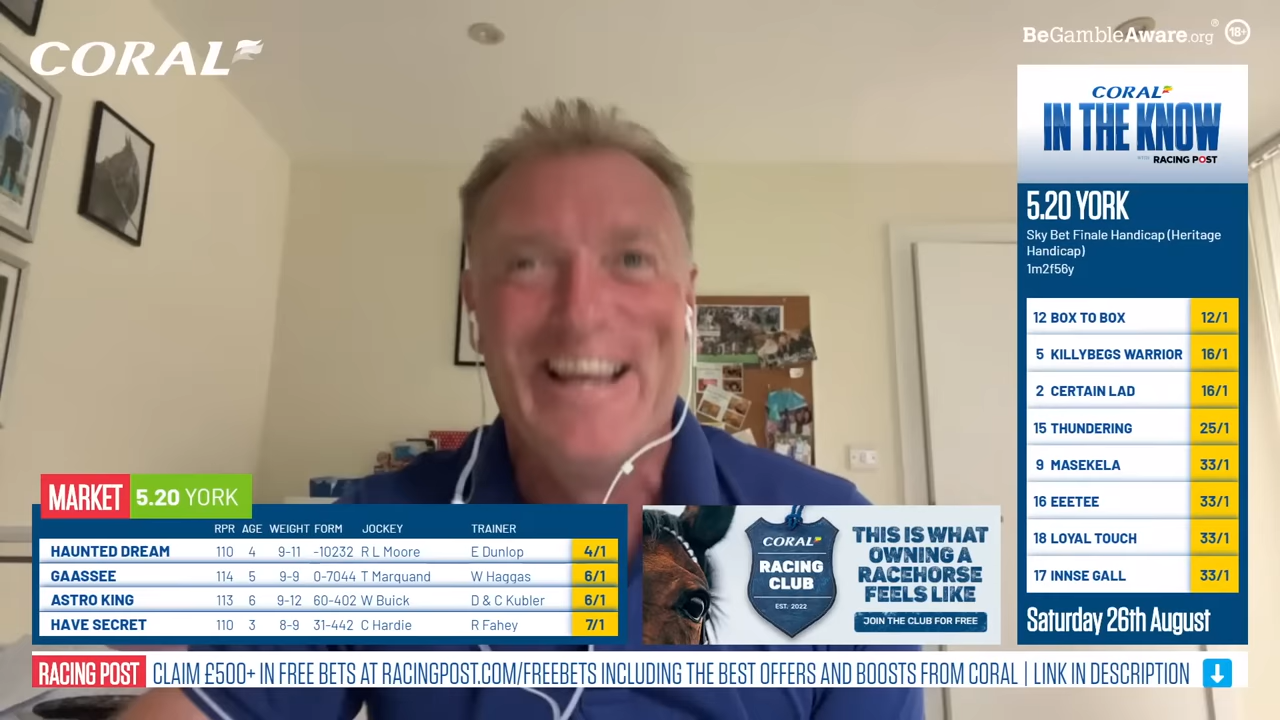 CORAL
BeGambleAware.org®
18+
CORAL
IN THE KNOW
WITH RACING POST
5.20 YORK
Sky Bet Finale Handicap (Heritage
Handicap)
1m2f56y
12 BOX TO BOX 12/1
5 KILLYBEGS WARRIOR 16/1
2 CERTAIN LAD 16/1
15 THUNDERING 25/1
9 MASEKELA 33/1
16 EEETEE 33/1
18 LOYAL TOUCH 33/1
17 INNSE GALL 33/1
Saturday 26th August
MARKET 5.20 YORK
RPR AGE WEIGHT FORM JOCKEY TRAINER
HAUNTED DREAM 110 4 9-11 -10232 R L Moore E Dunlop 4/1
GAASSEE 114 5 9-9 0-7044 T Marquand W Haggas 6/1
ASTRO KING 113 6 9-12 60-402 W Buick D & C Kubler 6/1
HAVE SECRET 110 3 8-9 31-442 C Hardie R Fahey 7/1
CORAL
RACING
CLUB
EST. 2022
THIS IS WHAT
OWNING A
RACEHORSE
FEELS LIKE
JOIN THE CLUB FOR FREE
RACING POST CLAIM £500+ IN FREE BETS AT RACINGPOST.COM/FREEBETS INCLUDING THE BEST OFFERS AND BOOSTS FROM CORAL | LINK IN DESCRIPTION